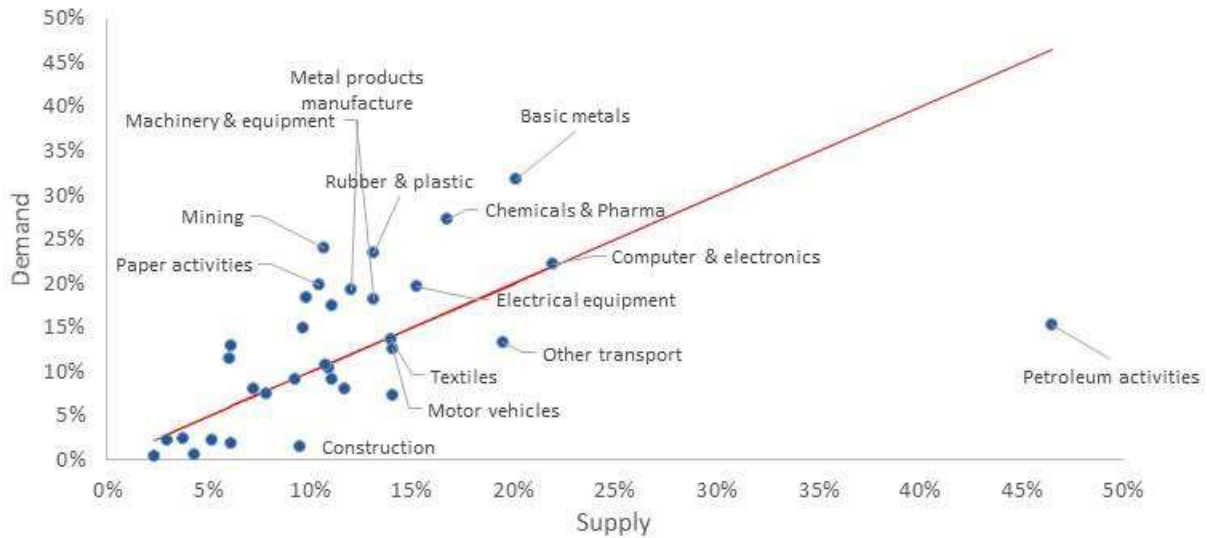 50%
45%
40%
35%
30%
25%
20%
15%
10%
5%
0%
Demand
Metal products
manufacture
Machinery & equipment
Basic metals
Rubber & plastic
Mining
Chemicals & Pharma
Paper activities
Computer & electronics
Electrical equipment
Other transport
Textiles
Petroleum activities
Motor vehicles
Construction
0% 5% 10% 15% 20% 25% 30% 35% 40% 45% 50%
Supply